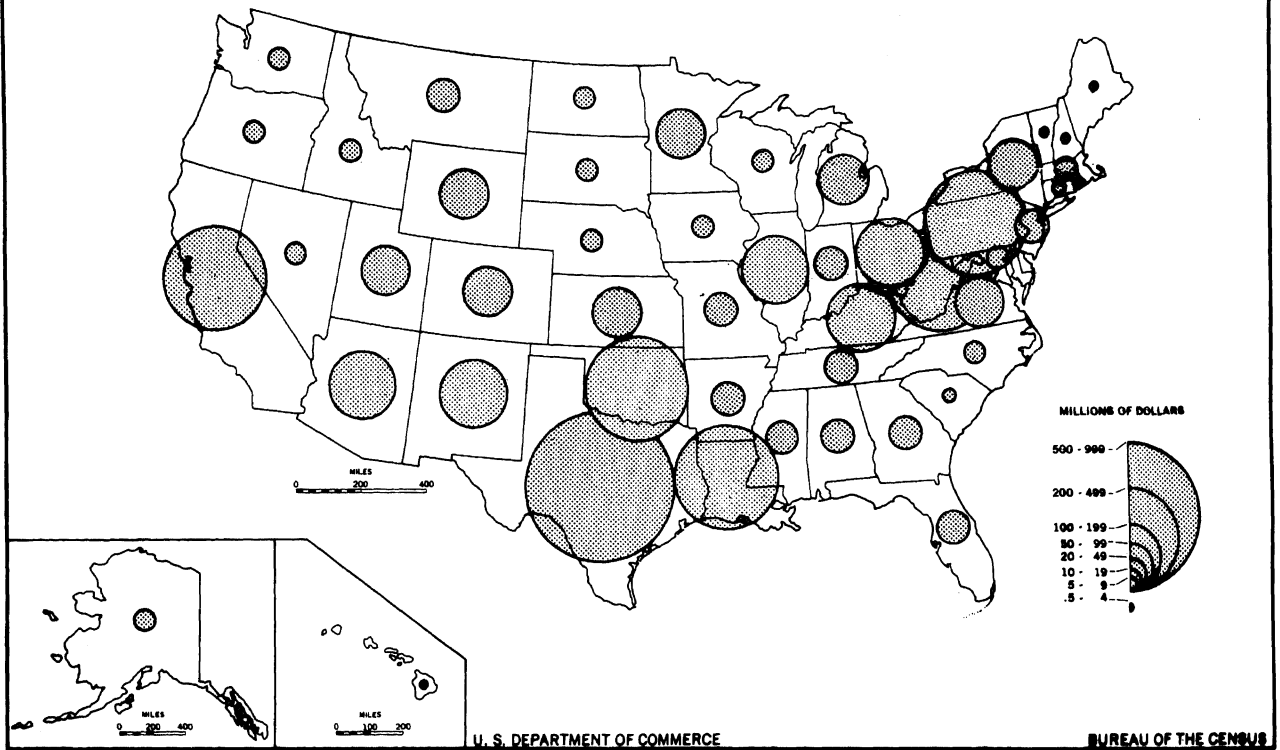 MILLIONS OF DOLLARS
500 - 999
200 - 499
100 - 199
50 - 99
20 - 49
10 - 19
5 - 9
.5 - 4
MILES
0 200 400
MILES
0 200 400
MILES
0 100 200
U. S. DEPARTMENT OF COMMERCE
BUREAU OF THE CENSUS